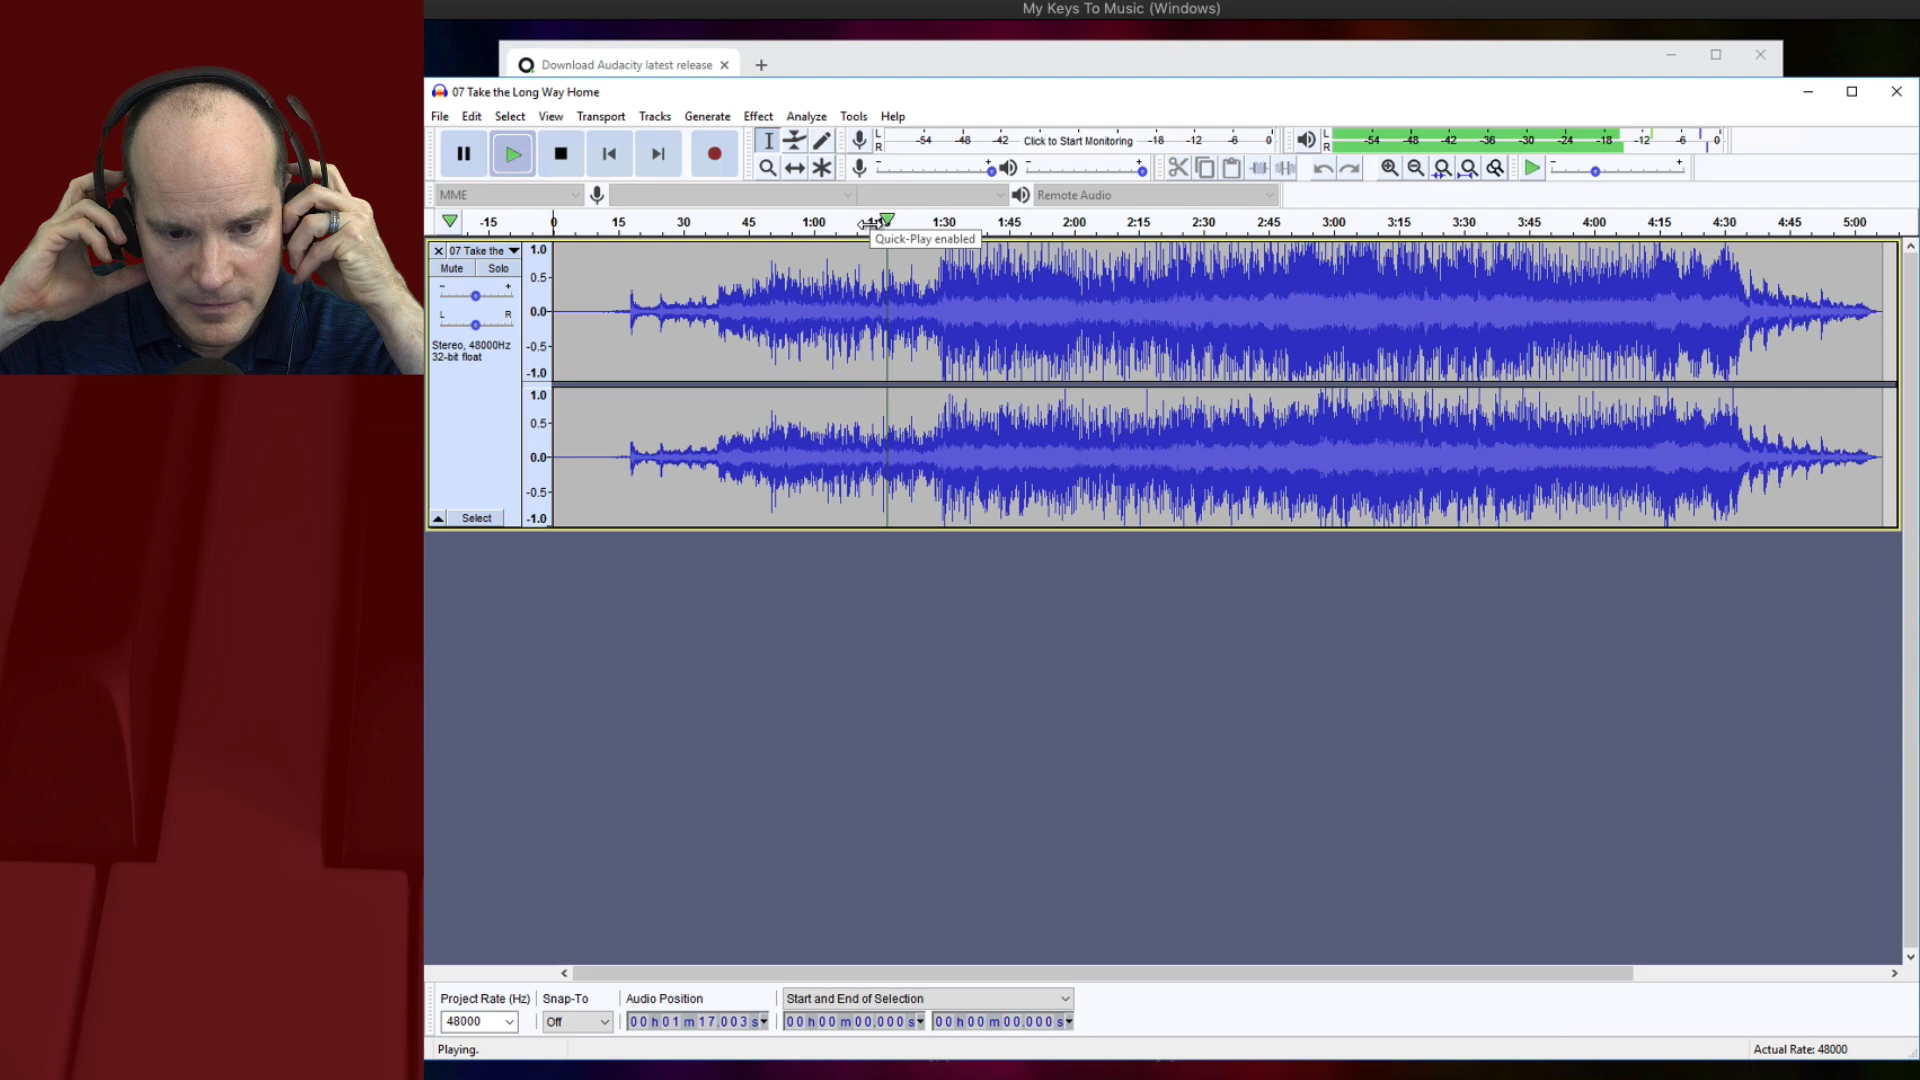 My Keys To Music (Windows)
Download Audacity latest release
07 Take the Long Way Home
File Edit Select View Transport Tracks Generate Effect Analyze Tools Help
L R -54 -48 -42 Click to Start Monitoring -18 -12 -6 0
L R -54 -48 -42 -36 -30 -24 -18 -12 -6 0
MME Remote Audio
-15 0 15 30 45 1:00 1:30 1:45 2:00 2:15 2:30 2:45 3:00 3:15 3:30 3:45 4:00 4:15 4:30 4:45 5:00
Quick-Play enabled
07 Take the
Mute Solo
- +
L R
Stereo, 48000Hz
32-bit float
Select
1.0
0.5
0.0
-0.5
-1.0
1.0
0.5
0.0
-0.5
-1.0
Project Rate (Hz) Snap-To Audio Position Start and End of Selection
48000 Off 00 h 01 m 17.003 s 00 h 00 m 00.000 s 00 h 00 m 00.000 s
Playing. Actual Rate: 48000